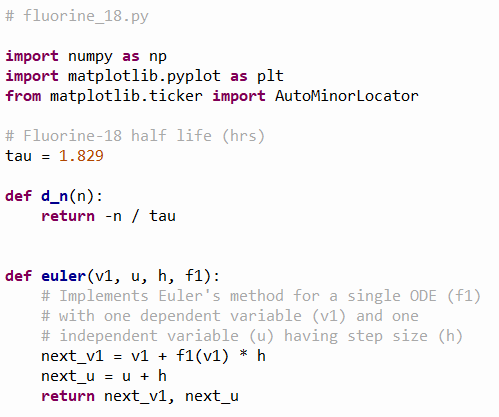 # fluorine_18.py
import numpy as np
import matplotlib.pyplot as plt
from matplotlib.ticker import AutoMinorLocator
# Fluorine-18 half life (hrs)
tau = 1.829
def d_n(n):
    return -n / tau
def euler(v1, u, h, f1):
    # Implements Euler's method for a single ODE (f1)
    # with one dependent variable (v1) and one
    # independent variable (u) having step size (h)
    next_v1 = v1 + f1(v1) * h
    next_u = u + h
    return next_v1, next_u